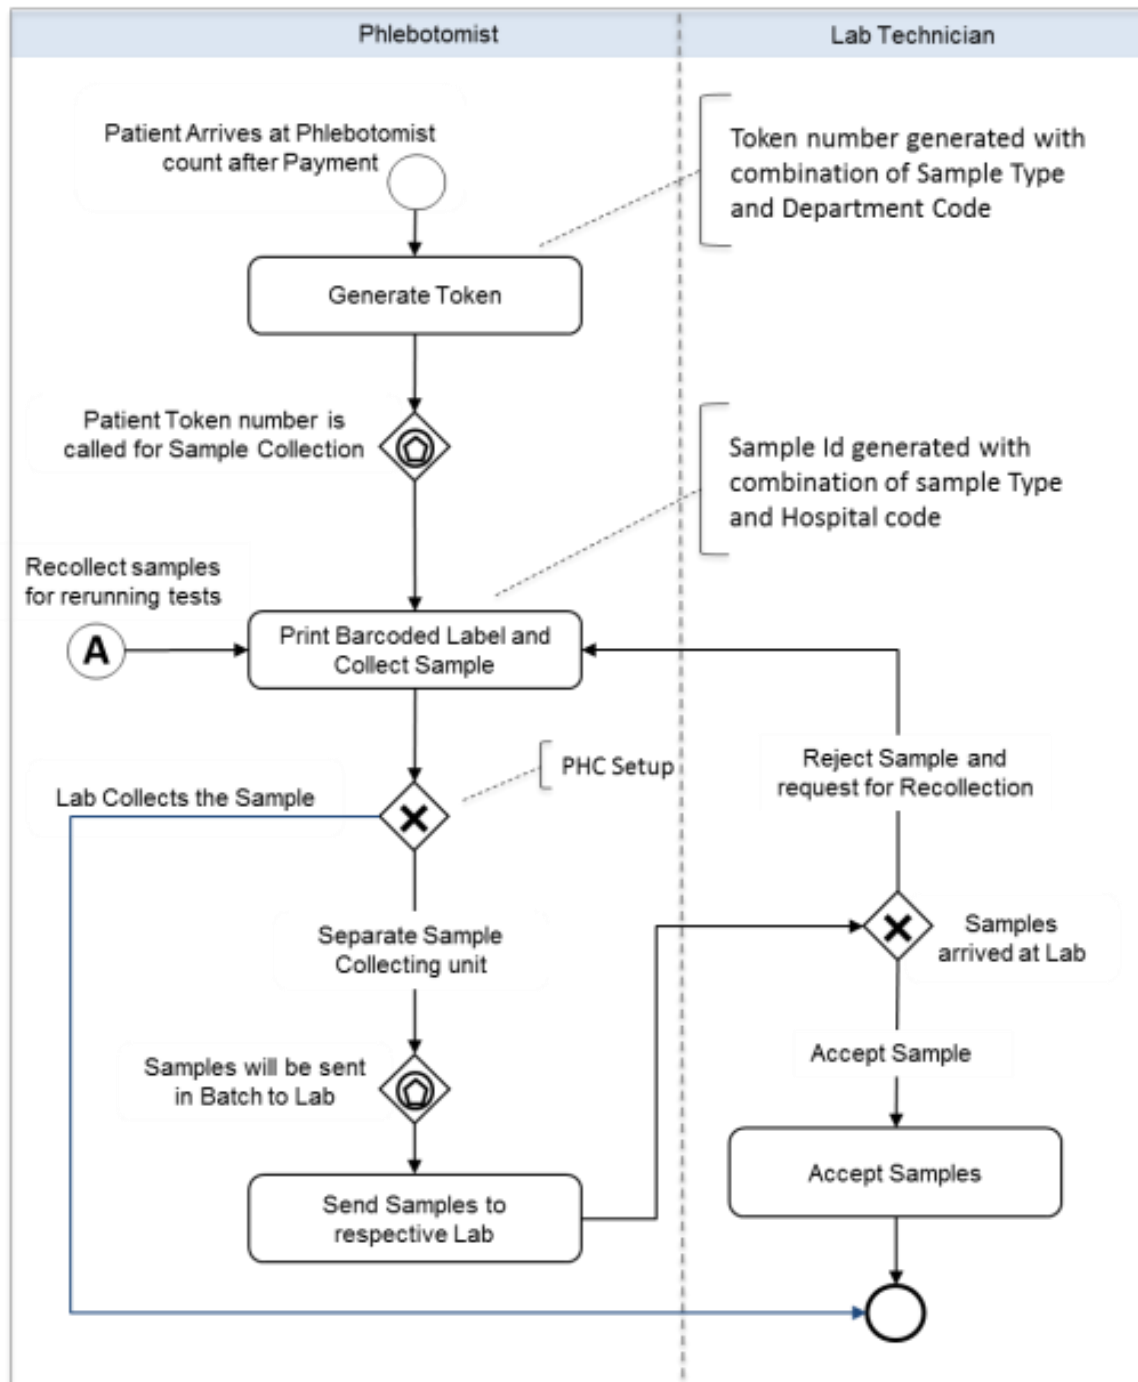 Phlebotomist
Lab Technician
Patient Arrives at Phlebotomist
count after Payment
Token number generated with
combination of Sample Type
and Department Code
Generate Token
Patient Token number is
called for Sample Collection
Sample Id generated with
combination of sample Type
and Hospital code
Recollect samples
for rerunning tests
A
Print Barcoded Label and
Collect Sample
PHC Setup
Reject Sample and
request for Recollection
Lab Collects the Sample
Separate Sample
Collecting unit
Samples
arrived at Lab
Accept Sample
Samples will be sent
in Batch to Lab
Accept Samples
Send Samples to
respective Lab